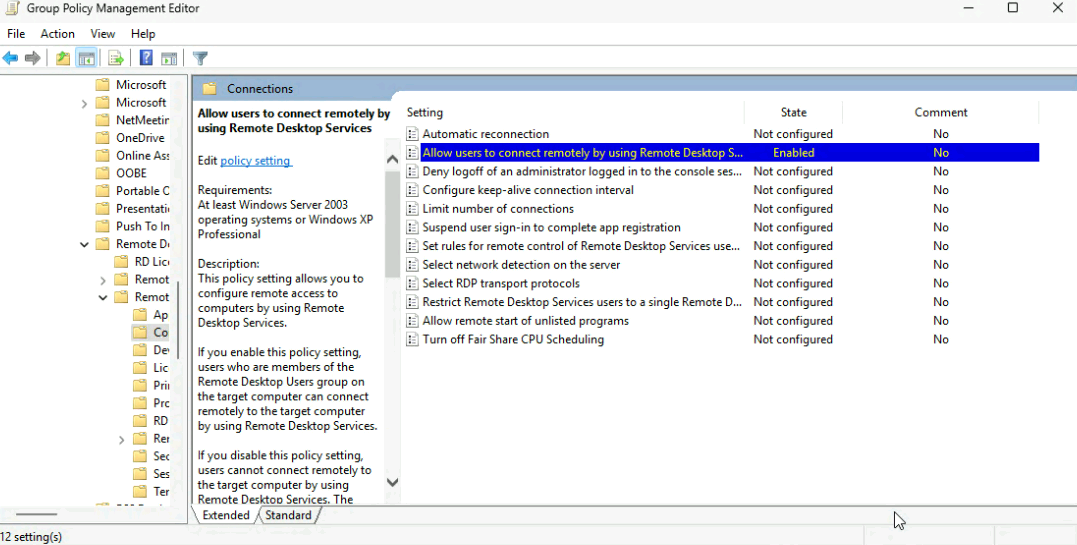 Group Policy Management Editor
File Action View Help
Microsoft
Microsoft
NetMeetin
OneDrive
Online Ass
OOBE
Portable C
Presentati
Push To In
Remote De
RD Lice
Remot
Remot
Ap
Co
Dev
Lic
Pri
Pro
RD
Rer
Sec
Ses
Ter
Connections
Allow users to connect remotely by
using Remote Desktop Services
Edit policy setting
Requirements:
At least Windows Server 2003
operating systems or Windows XP
Professional
Description:
This policy setting allows you to
configure remote access to
computers by using Remote
Desktop Services.
If you enable this policy setting,
users who are members of the
Remote Desktop Users group on
the target computer can connect
remotely to the target computer
by using Remote Desktop Services.
If you disable this policy setting,
users cannot connect remotely to
the target computer by using
Remote Desktop Services. The
Setting State Comment
Automatic reconnection Not configured No
Allow users to connect remotely by using Remote Desktop S... Enabled No
Deny logoff of an administrator logged in to the console ses... Not configured No
Configure keep-alive connection interval Not configured No
Limit number of connections Not configured No
Suspend user sign-in to complete app registration Not configured No
Set rules for remote control of Remote Desktop Services use... Not configured No
Select network detection on the server Not configured No
Select RDP transport protocols Not configured No
Restrict Remote Desktop Services users to a single Remote D... Not configured No
Allow remote start of unlisted programs Not configured No
Turn off Fair Share CPU Scheduling Not configured No
Extended Standard
12 setting(s)